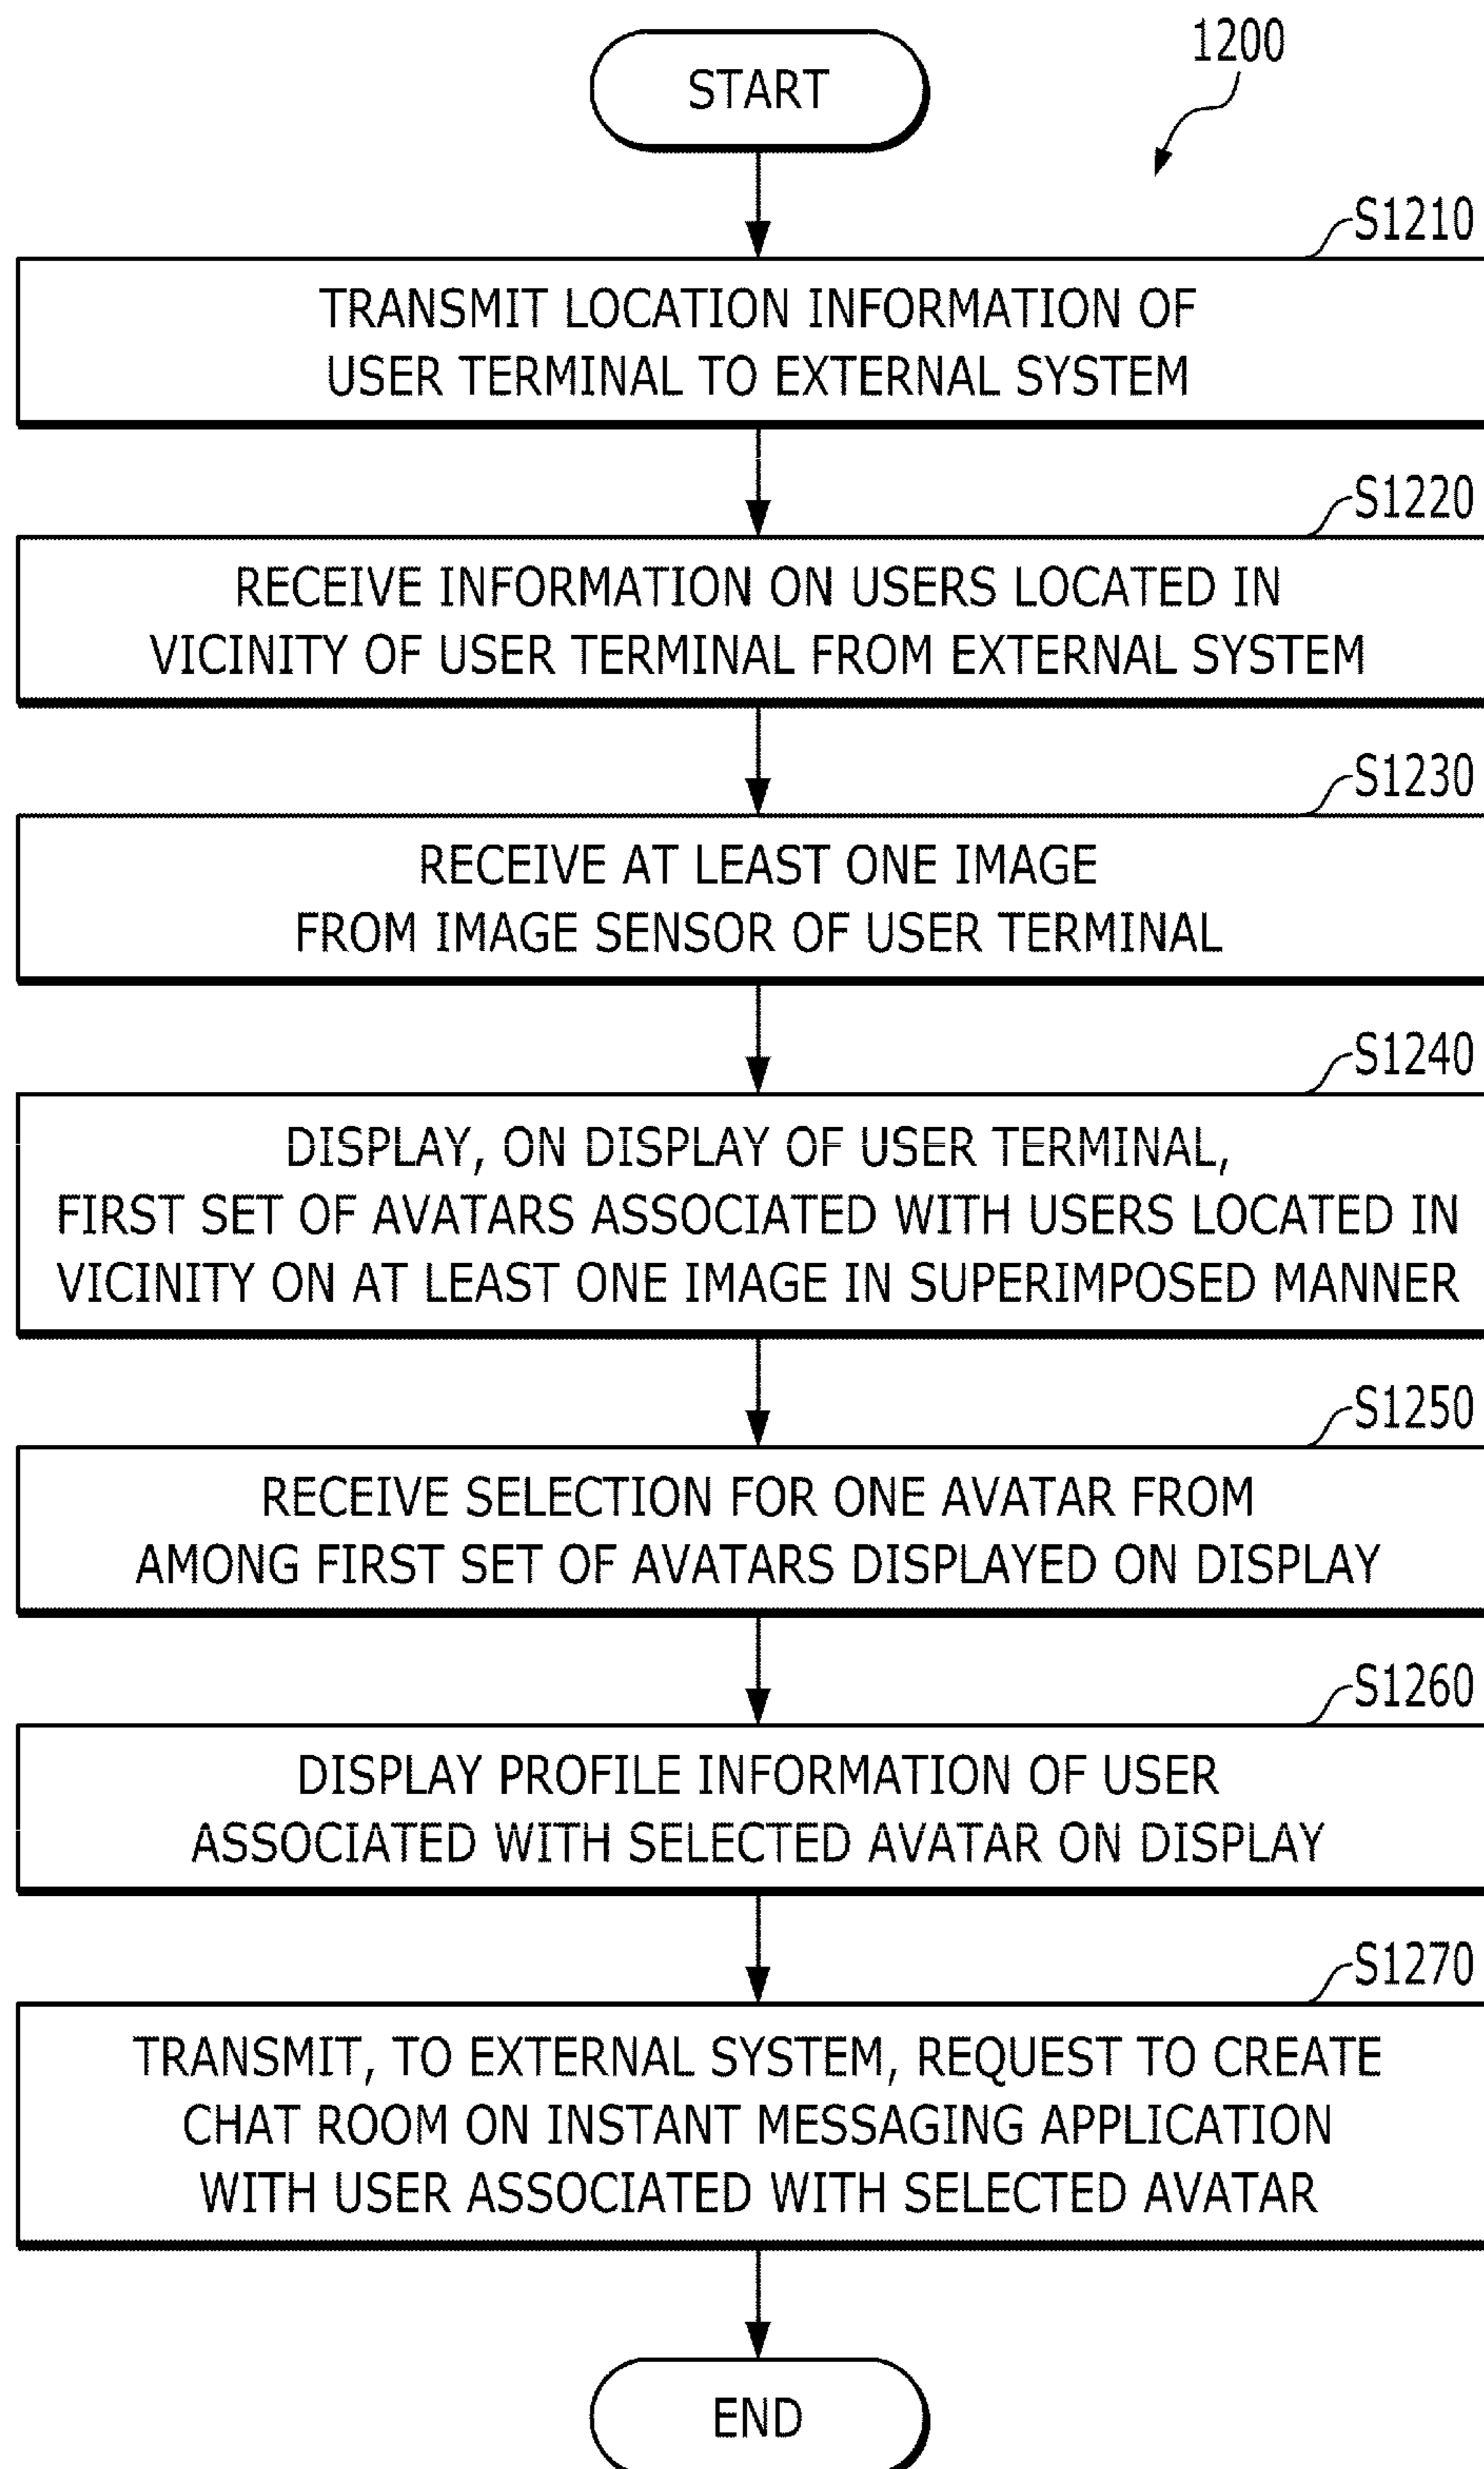 1200
START
S1210
TRANSMIT LOCATION INFORMATION OF
USER TERMINAL TO EXTERNAL SYSTEM
S1220
RECEIVE INFORMATION ON USERS LOCATED IN
VICINITY OF USER TERMINAL FROM EXTERNAL SYSTEM
S1230
RECEIVE AT LEAST ONE IMAGE
FROM IMAGE SENSOR OF USER TERMINAL
S1240
DISPLAY, ON DISPLAY OF USER TERMINAL,
FIRST SET OF AVATARS ASSOCIATED WITH USERS LOCATED IN
VICINITY ON AT LEAST ONE IMAGE IN SUPERIMPOSED MANNER
S1250
RECEIVE SELECTION FOR ONE AVATAR FROM
AMONG FIRST SET OF AVATARS DISPLAYED ON DISPLAY
S1260
DISPLAY PROFILE INFORMATION OF USER
ASSOCIATED WITH SELECTED AVATAR ON DISPLAY
S1270
TRANSMIT, TO EXTERNAL SYSTEM, REQUEST TO CREATE
CHAT ROOM ON INSTANT MESSAGING APPLICATION
WITH USER ASSOCIATED WITH SELECTED AVATAR
END